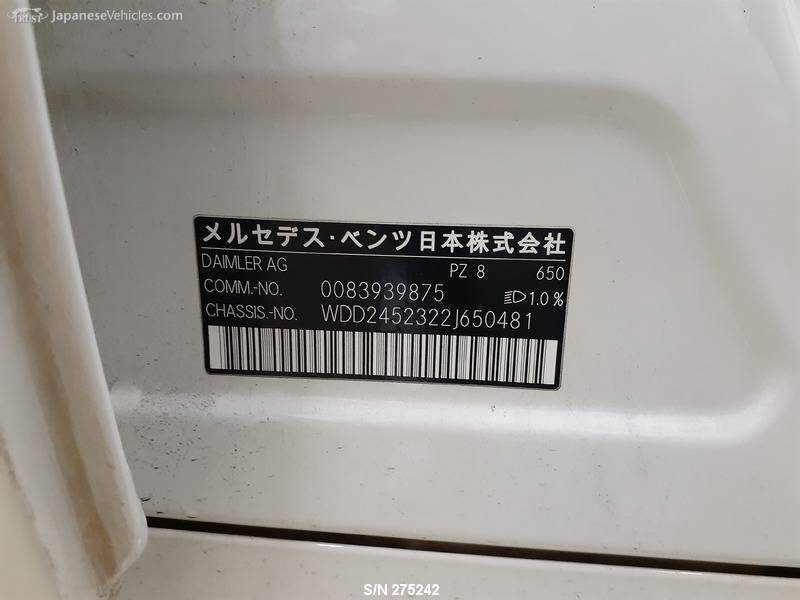 TRUST JapaneseVehicles.com
メルセデス・ベンツ日本株式会社
DAIMLER AG PZ 8 650
COMM.-NO. 0083939875 1.0 %
CHASSIS.-NO. WDD2452322J650481
S/N 275242